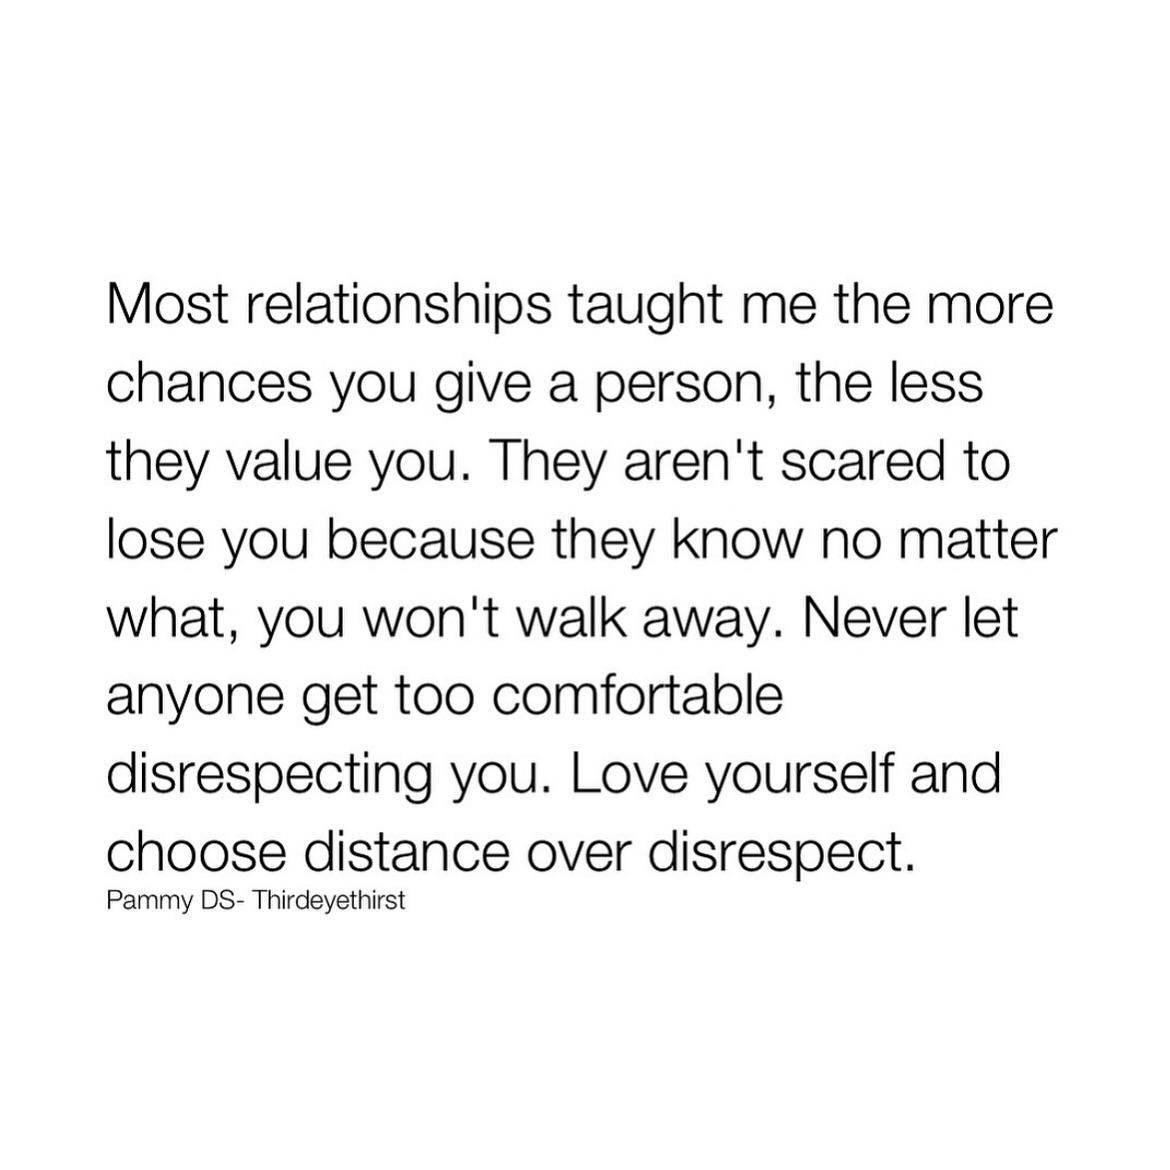 Most relationships taught me the more
chances you give a person, the less
they value you. They aren't scared to
lose you because they know no matter
what, you won't walk away. Never let
anyone get too comfortable
disrespecting you. Love yourself and
choose distance over disrespect.
Pammy DS- Thirdeyethirst